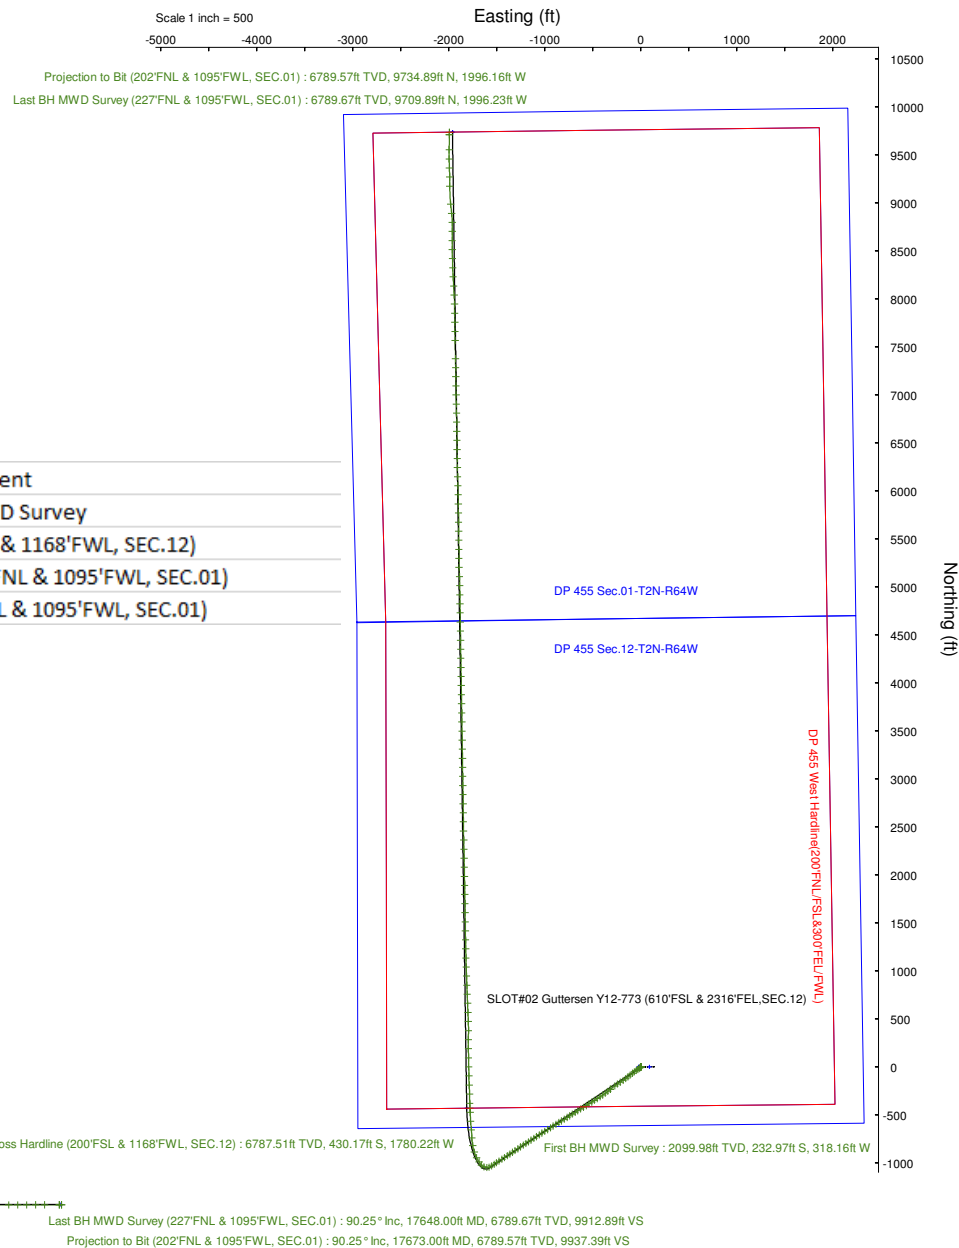 Scale 1 inch = 500
Easting (ft)
-5000 -4000 -3000 -2000 -1000 0 1000 2000
10500
Projection to Bit (202'FNL & 1095'FWL, SEC.01) : 6789.57ft TVD, 9734.89ft N, 1996.16ft W
Last BH MWD Survey (227'FNL & 1095'FWL, SEC.01) : 6789.67ft TVD, 9709.89ft N, 1996.23ft W
10000
9500
9000
8500
8000
7500
7000
6500
6000
5500
5000
4500
4000
3500
3000
2500
2000
1500
1000
500
0
-500
-1000
Northing (ft)
ent
D Survey
& 1168'FWL, SEC.12)
FNL & 1095'FWL, SEC.01)
L & 1095'FWL, SEC.01)
DP 455 Sec.01-T2N-R64W
DP 455 Sec.12-T2N-R64W
DP 455 West Hardline(200'FNL/FSL&300'FEL/FWL)
SLOT#02 Guttersen Y12-773 (610'FSL & 2316'FEL,SEC.12)
oss Hardline (200'FSL & 1168'FWL, SEC.12) : 6787.51ft TVD, 430.17ft S, 1780.22ft W
First BH MWD Survey : 2099.98ft TVD, 232.97ft S, 318.16ft W
Last BH MWD Survey (227'FNL & 1095'FWL, SEC.01) : 90.25° Inc, 17648.00ft MD, 6789.67ft TVD, 9912.89ft VS
Projection to Bit (202'FNL & 1095'FWL, SEC.01) : 90.25° Inc, 17673.00ft MD, 6789.57ft TVD, 9937.39ft VS